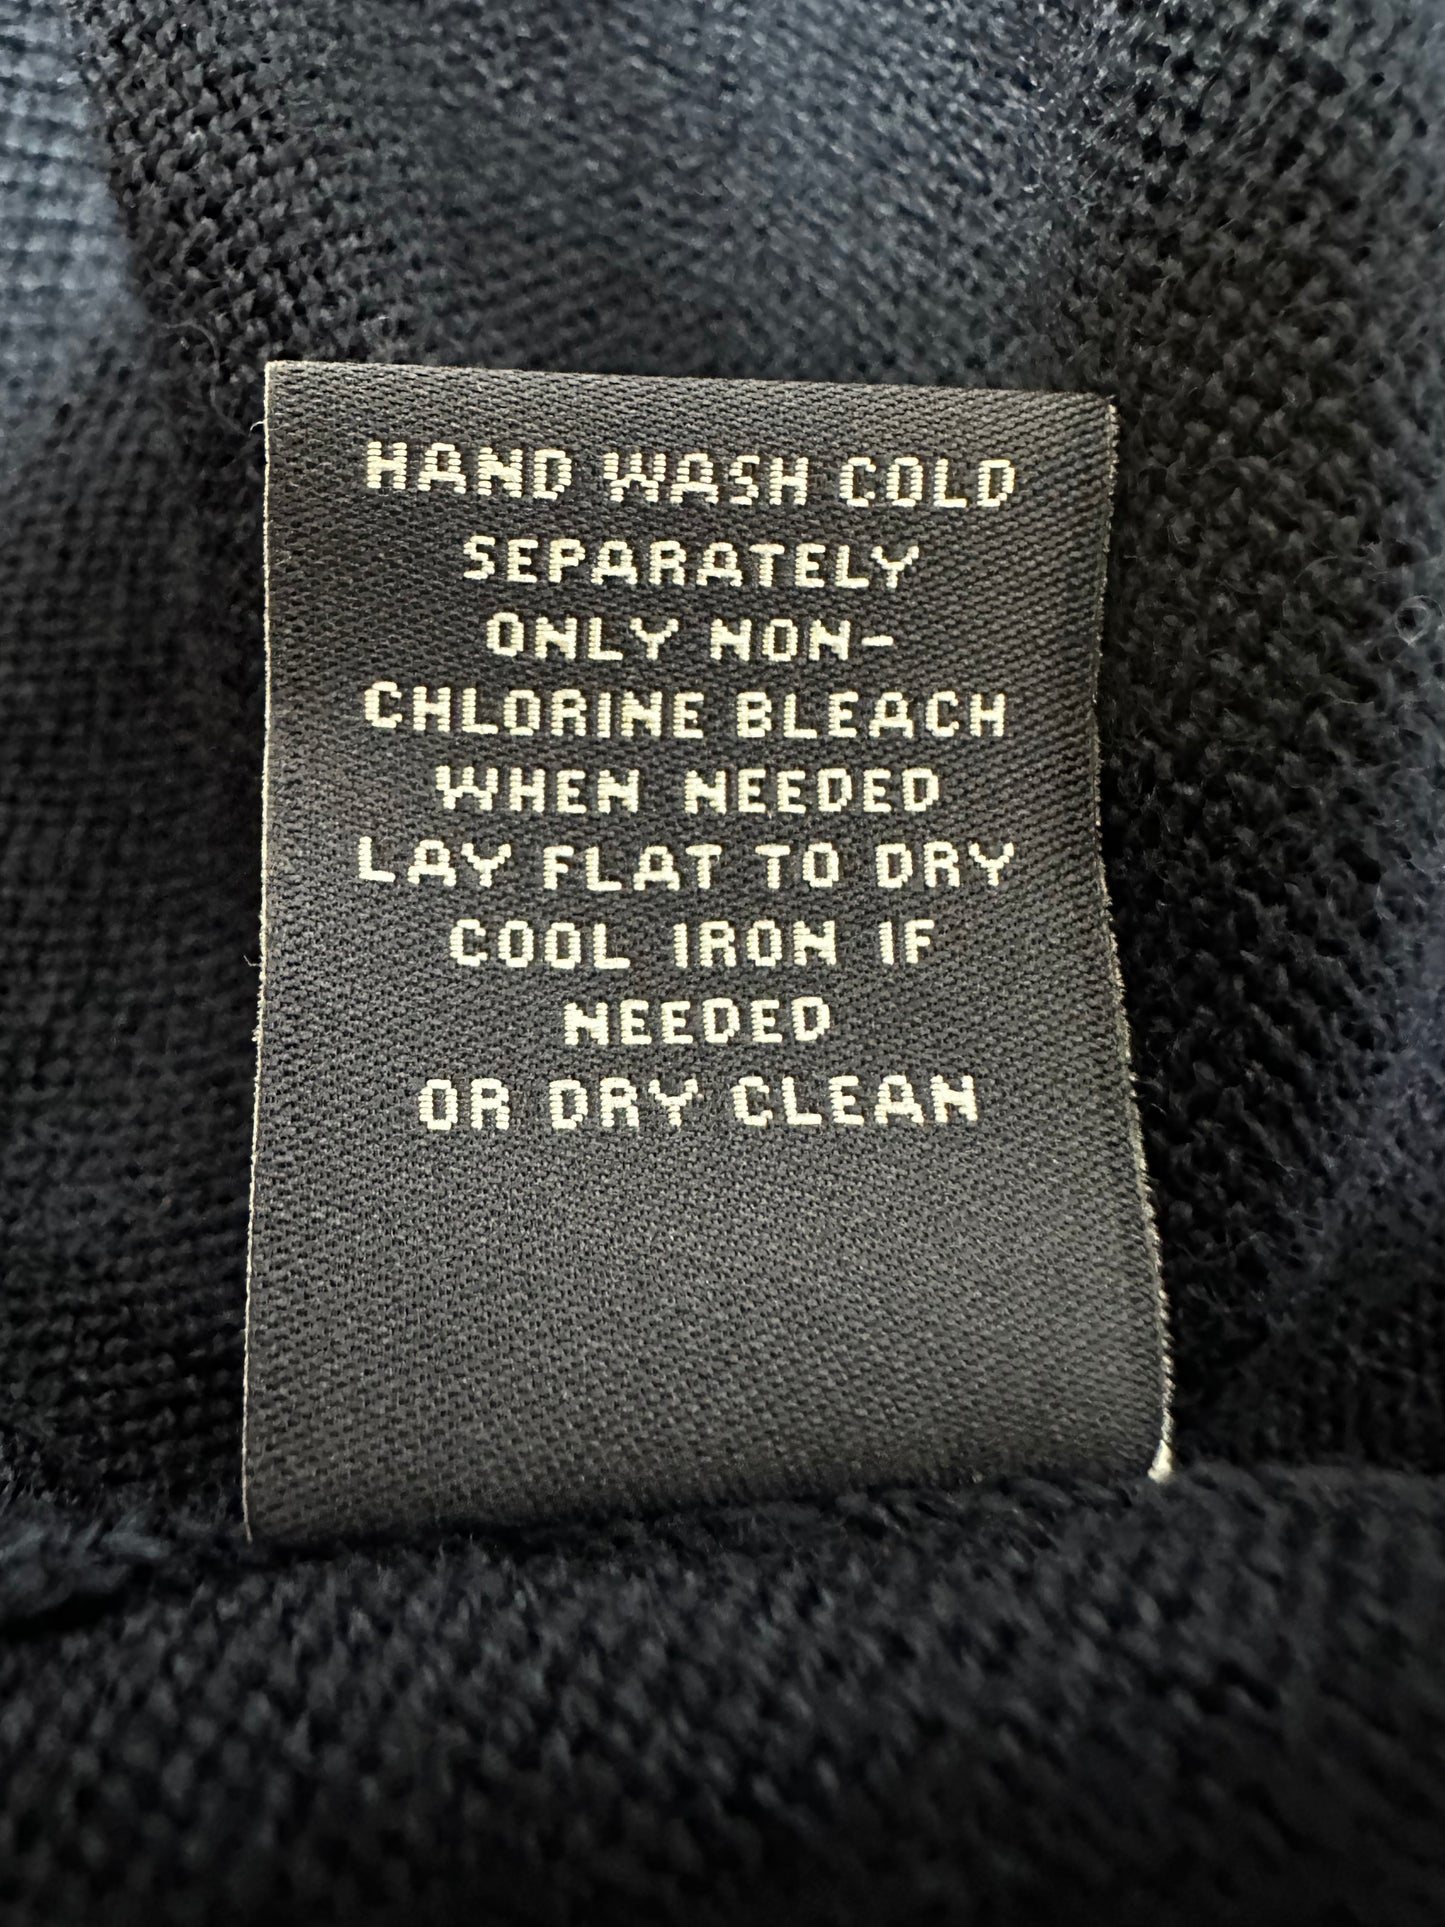 HAND WASH COLD
SEPARATELY
ONLY NON-
CHLORINE BLEACH
WHEN NEEDED
LAY FLAT TO DRY
COOL IRON IF
NEEDED
OR DRY CLEAN